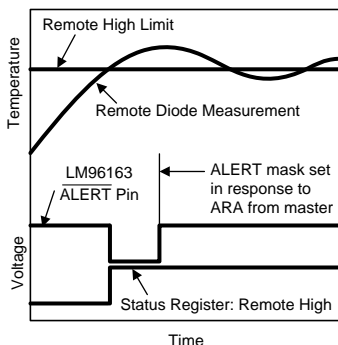 Remote High Limit
Temperature
Remote Diode Measurement
LM96163
ALERT Pin
ALERT mask set
in response to
ARA from master
Voltage
Status Register: Remote High
Time